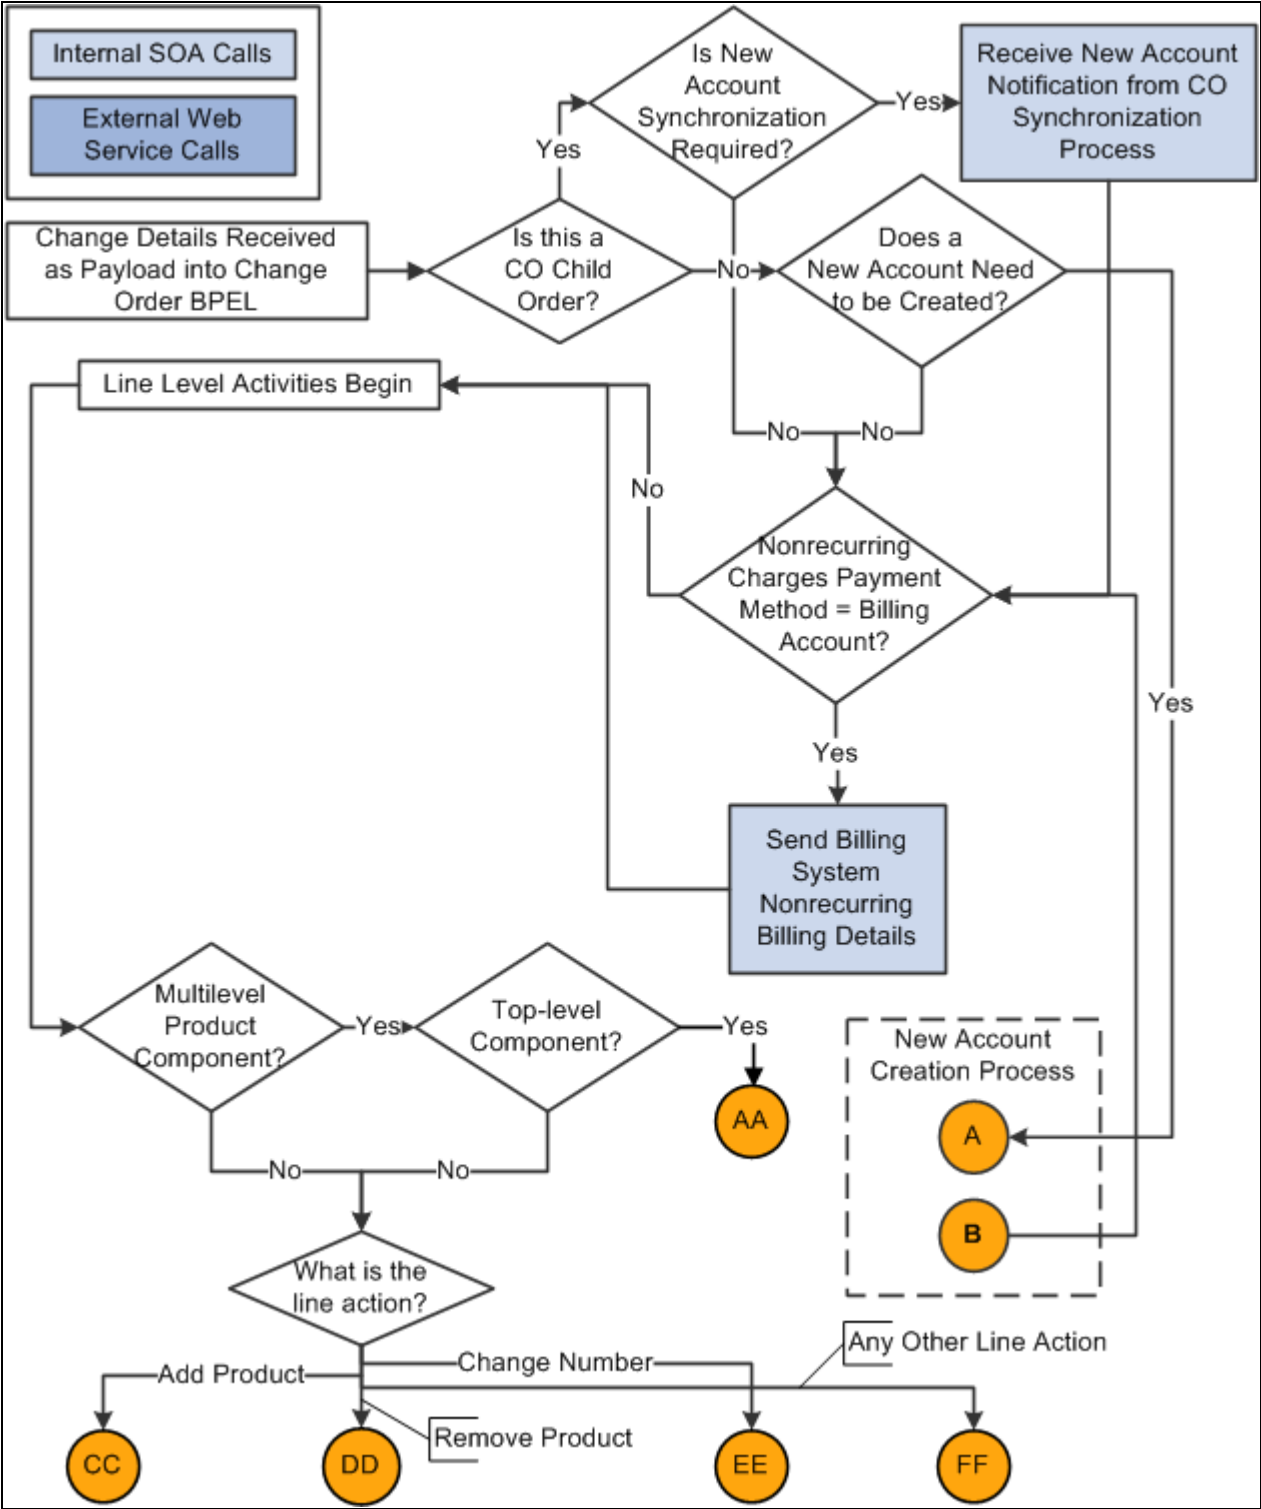 Internal SOA Calls
External Web
Service Calls
Is New
Account
Synchronization
Required?
Yes
Receive New Account
Notification from CO
Synchronization
Process
Yes
Change Details Received
as Payload into Change
Order BPEL
Is this a
CO Child
Order?
No
Does a
New Account Need
to be Created?
Line Level Activities Begin
No
No
No
Nonrecurring
Charges Payment
Method = Billing
Account?
Yes
Yes
Send Billing
System
Nonrecurring
Billing Details
Multilevel
Product
Component?
Yes
Top-level
Component?
Yes
AA
New Account
Creation Process
A
B
No
No
What is the
line action?
Any Other Line Action
Add Product
Change Number
Remove Product
CC
DD
EE
FF